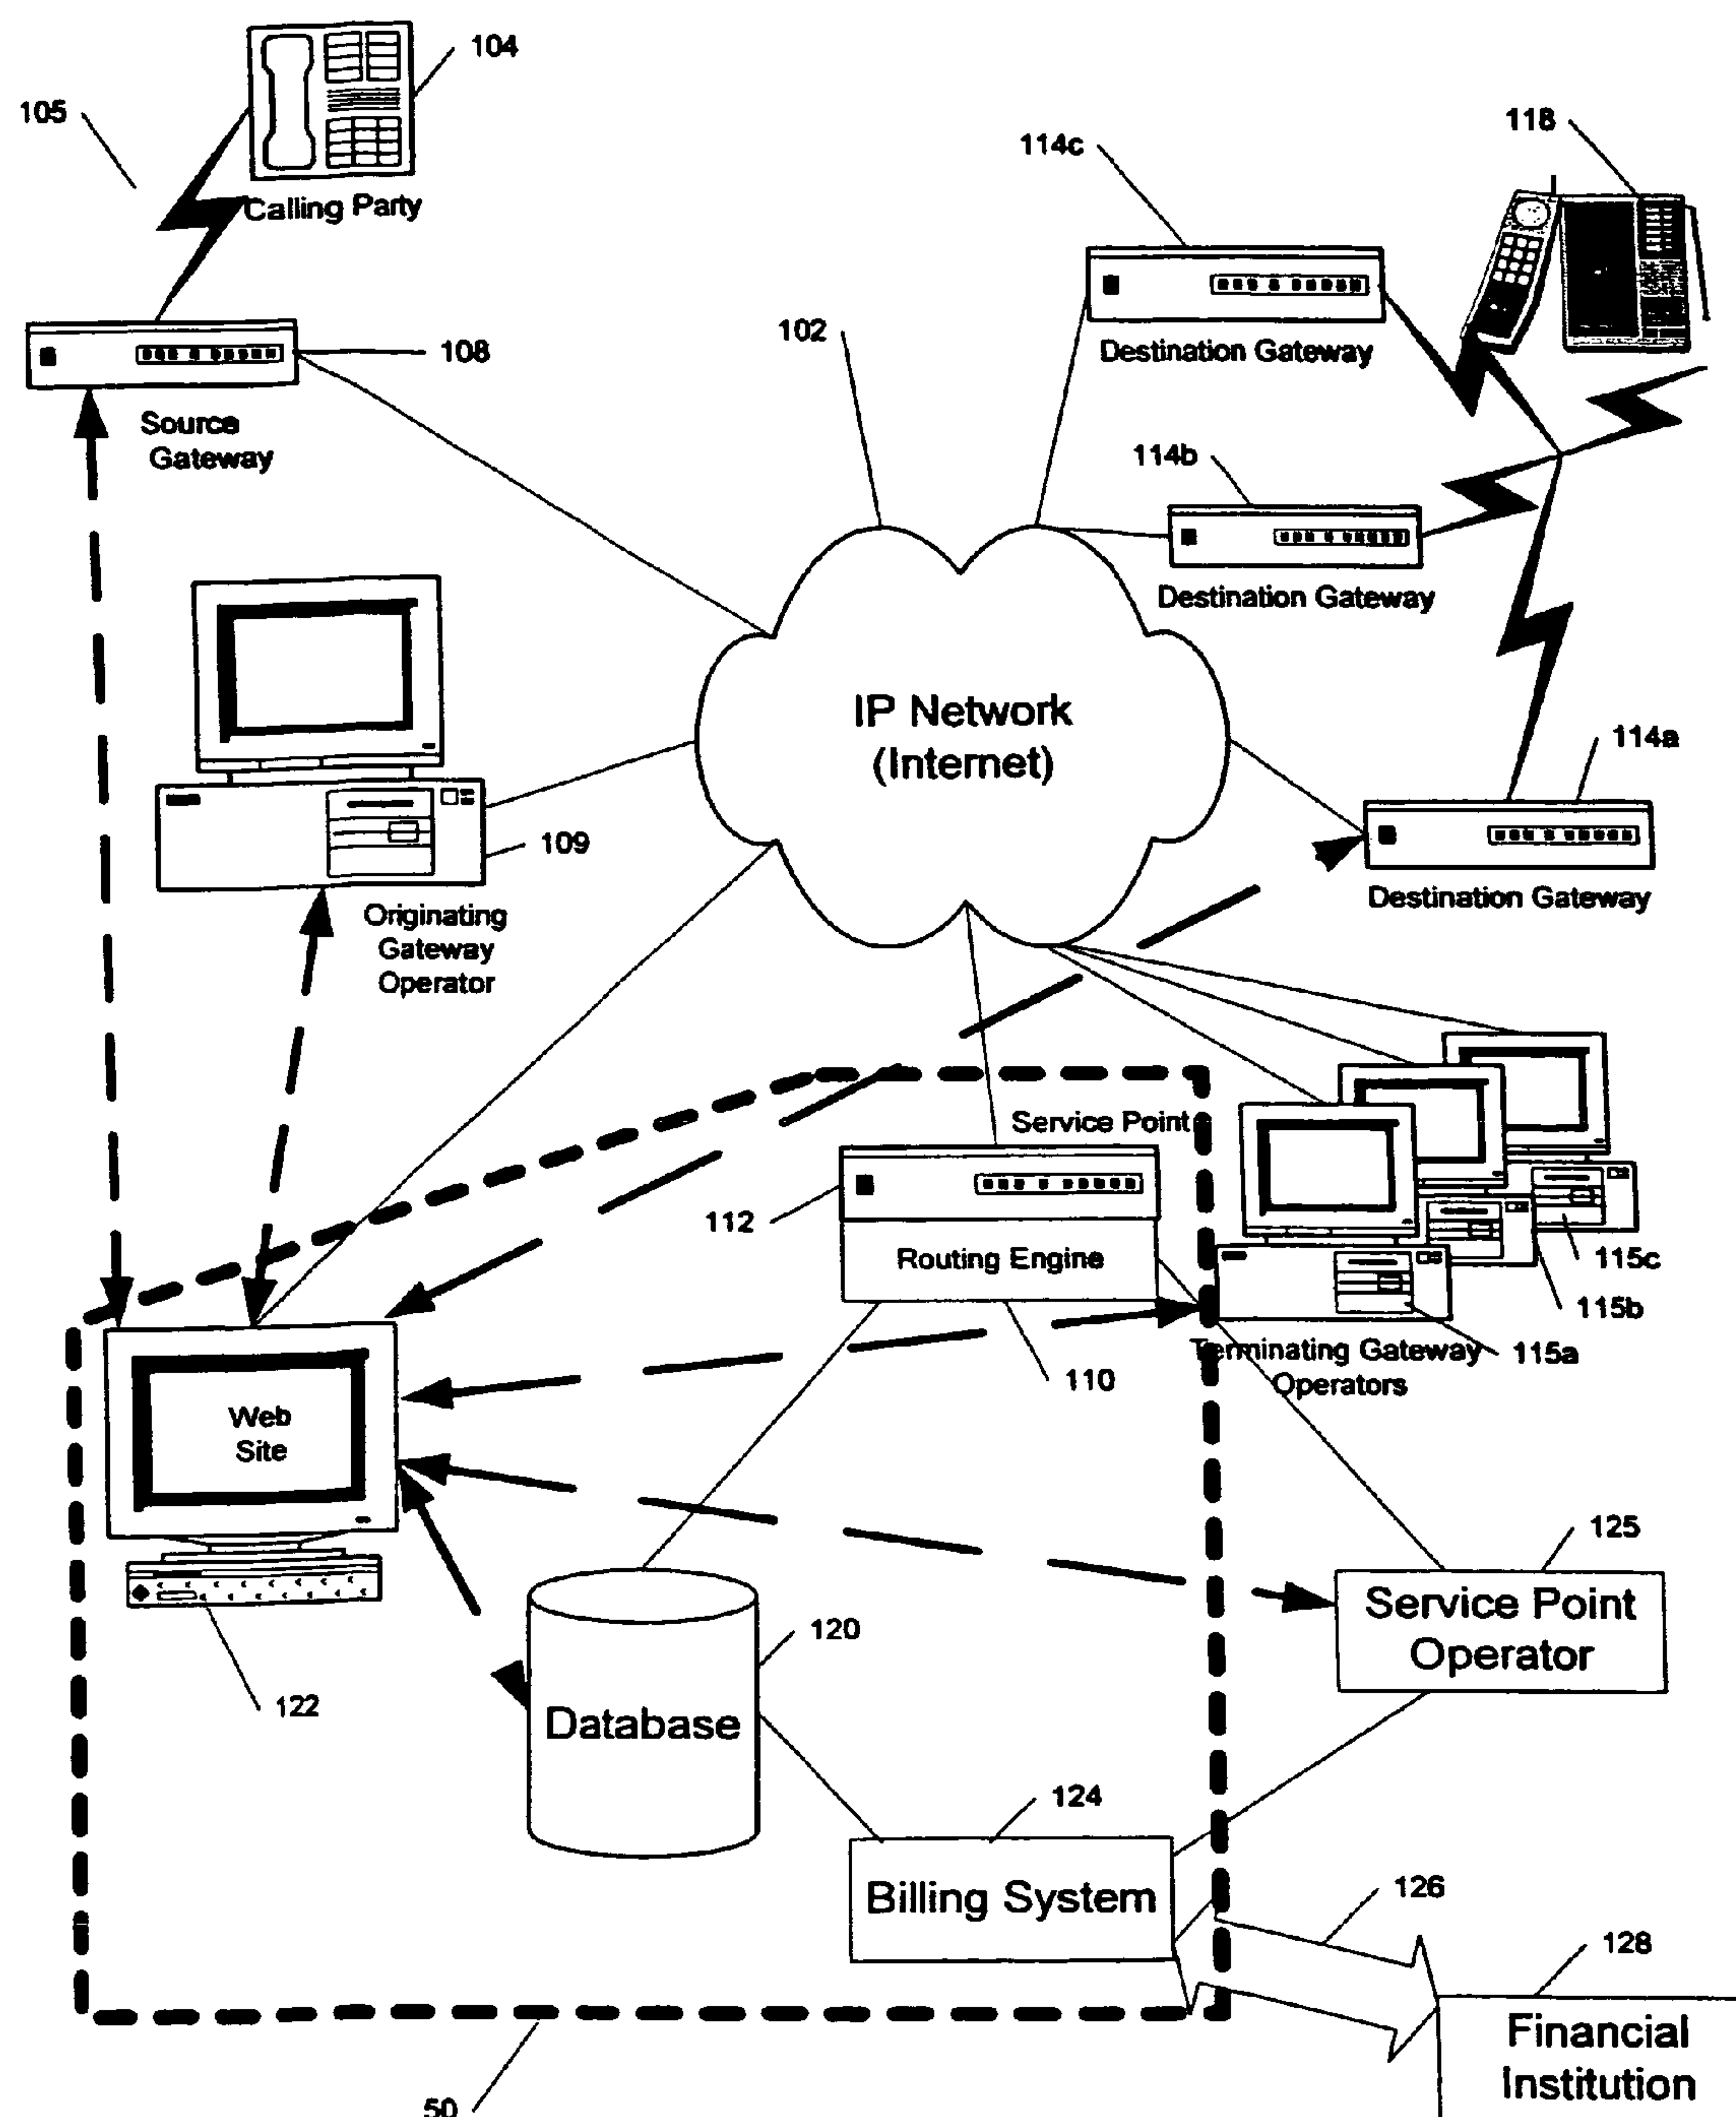 104
105
118
114c
Calling Party
102
108
Destination Gateway
Source
Gateway
114b
Destination Gateway
IP Network
(Internet)
114a
109
Destination Gateway
Originating
Gateway
Operator
Service Point
112
Routing Engine
115c
115b
Terminating Gateway
Operators
115a
110
Web
Site
125
Service Point
Operator
120
122
Database
124
Billing System
126
128
Financial
Institution
50